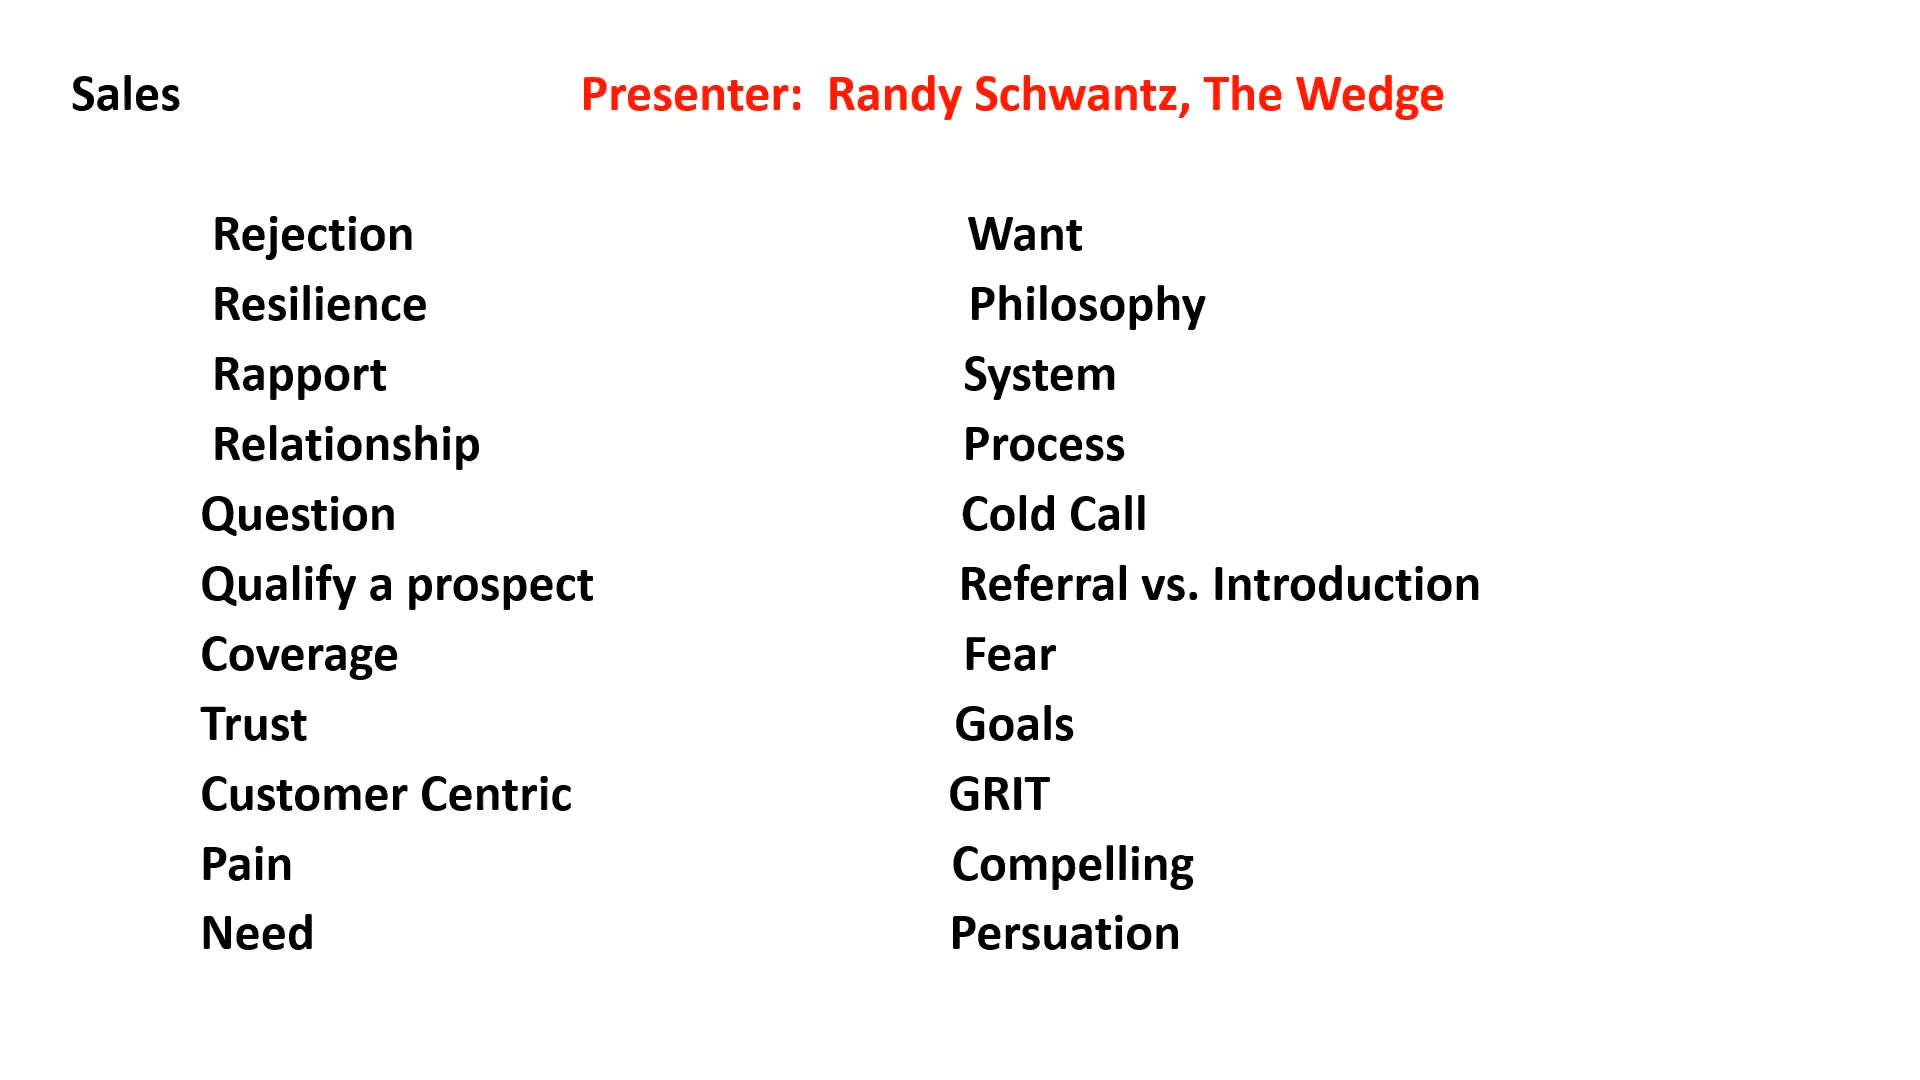 Sales
Presenter:  Randy Schwantz, The Wedge
Rejection
Resilience
Rapport
Relationship
Question
Qualify a prospect
Coverage
Trust
Customer Centric
Pain
Need
Want
Philosophy
System
Process
Cold Call
Referral vs. Introduction
Fear
Goals
GRIT
Compelling
Persuation